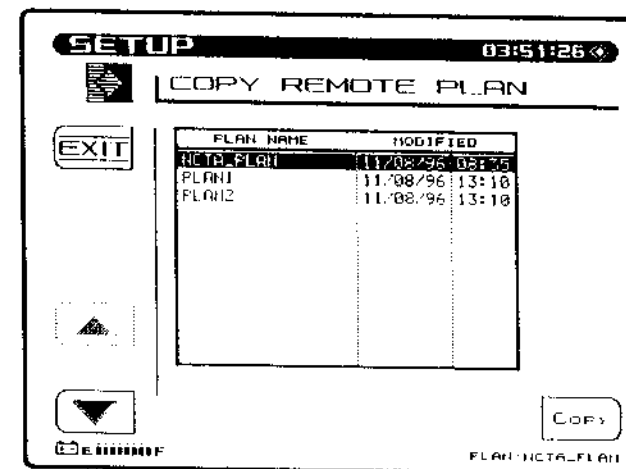 SETUP 03:51:26
COPY REMOTE PLAN
EXIT
PLAN NAME MODIFIED
NCTA_PLAN 11/08/96 08:35
PLAN1 11/08/96 13:10
PLAN2 11/08/96 13:10
COPY
E F
PLAN:NCTA_PLAN